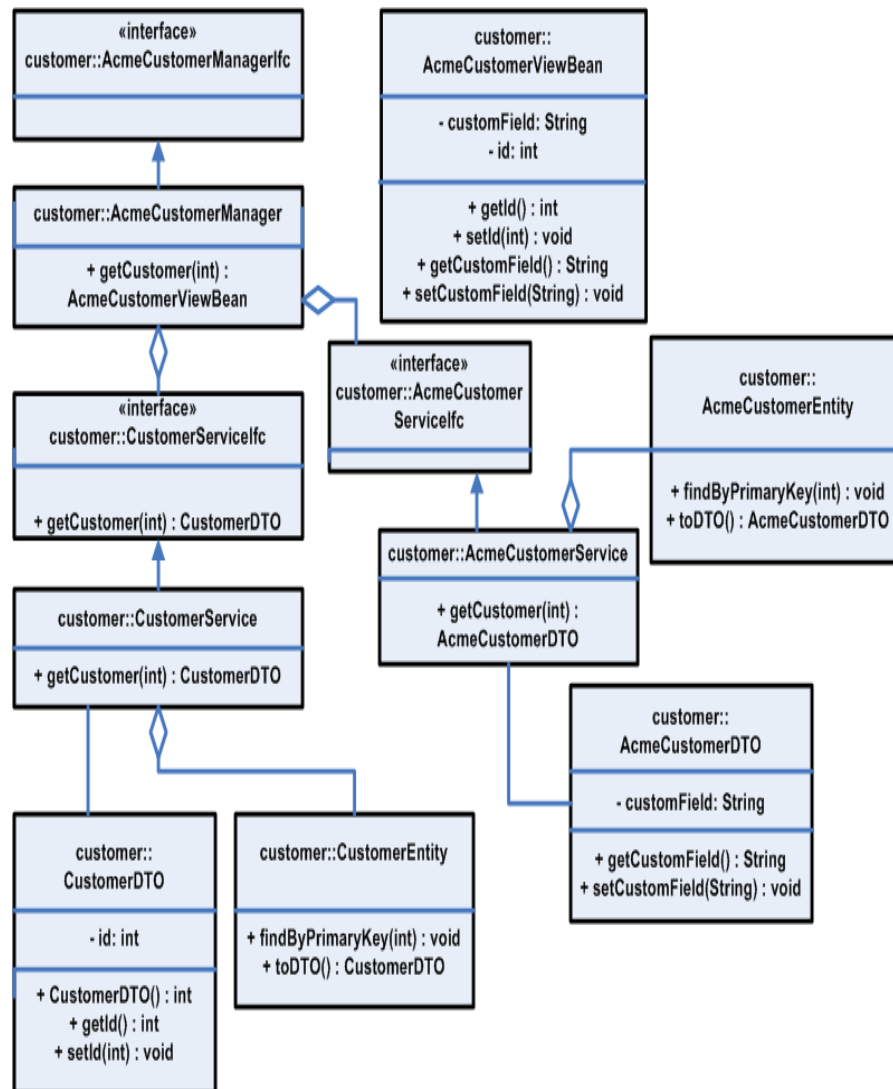 «interface»
customer::AcmeCustomerManagerIfc
customer::AcmeCustomerManager
+ getCustomer(int) :
AcmeCustomerViewBean
customer::
AcmeCustomerViewBean
- customField: String
- id: int
+ getId() : int
+ setId(int) : void
+ getCustomField() : String
+ setCustomField(String) : void
«interface»
customer::CustomerServiceIfc
+ getCustomer(int) : CustomerDTO
«interface»
customer::AcmeCustomer
ServiceIfc
customer::
AcmeCustomerEntity
+ findByPrimaryKey(int) : void
+ toDTO() : AcmeCustomerDTO
customer::AcmeCustomerService
+ getCustomer(int) :
AcmeCustomerDTO
customer::CustomerService
+ getCustomer(int) : CustomerDTO
customer::
AcmeCustomerDTO
- customField: String
+ getCustomField() : String
+ setCustomField(String) : void
customer::
CustomerDTO
- id: int
+ CustomerDTO() : int
+ getId() : int
+ setId(int) : void
customer::CustomerEntity
+ findByPrimaryKey(int) : void
+ toDTO() : CustomerDTO